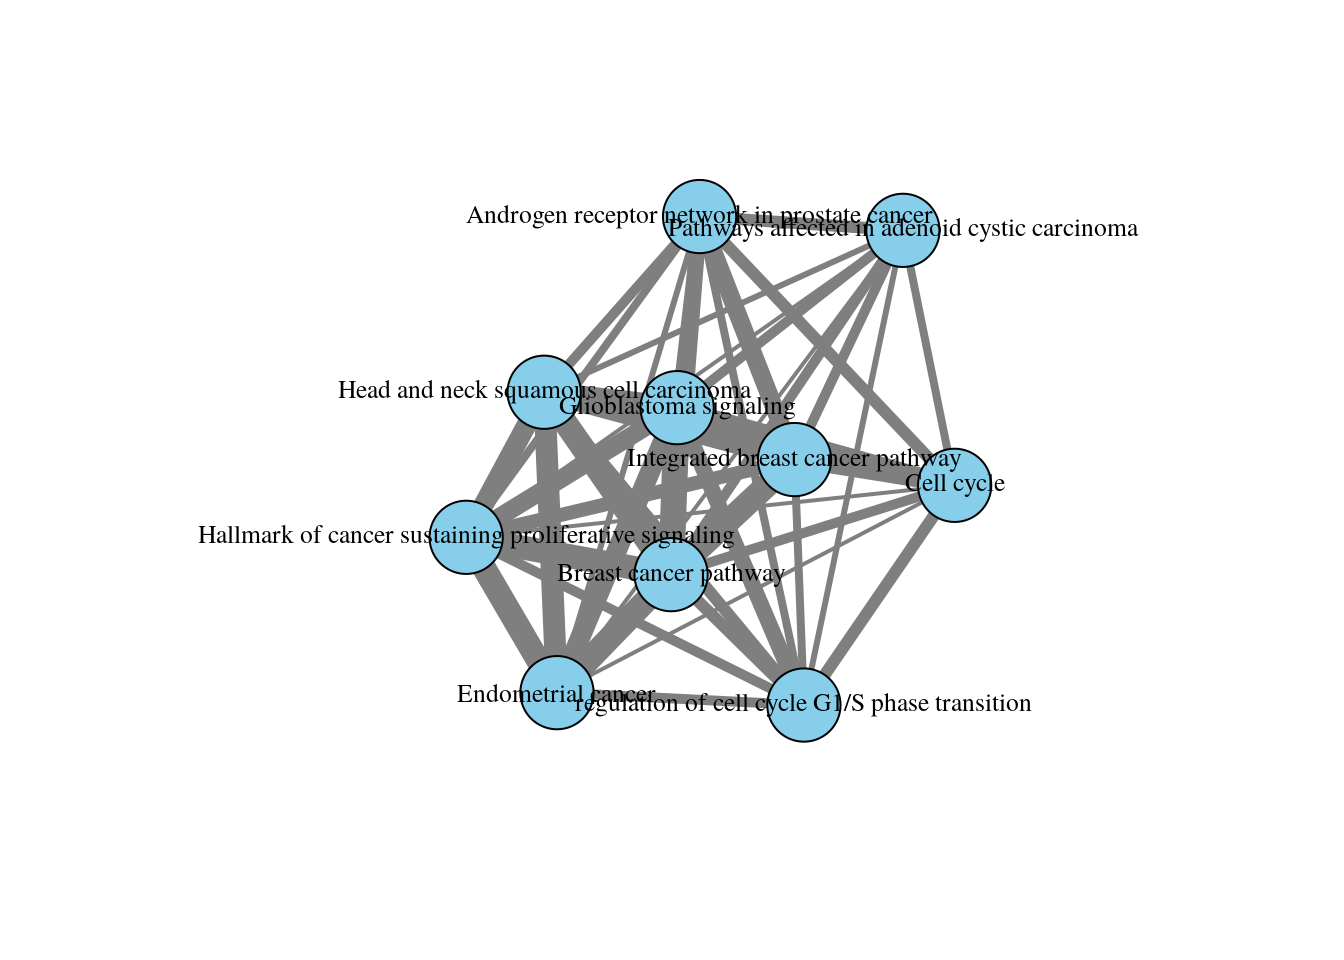 Androgen receptor network in prostate cancer
Pathways affected in adenoid cystic carcinoma
Head and neck squamous cell carcinoma
Glioblastoma signaling
Integrated breast cancer pathway
Cell cycle
Hallmark of cancer sustaining proliferative signaling
Breast cancer pathway
Endometrial cancer
regulation of cell cycle G1/S phase transition